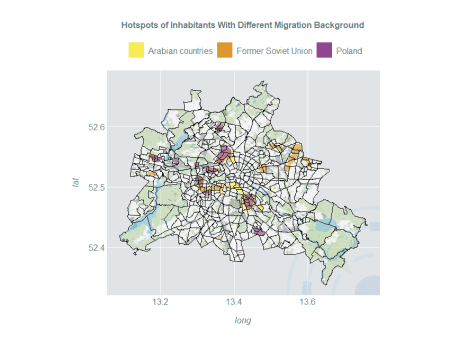 Hotspots of Inhabitants With Different Migration Background
Arabian countries Former Soviet Union Poland
52.6
52.5
52.4
lat
13.2 13.4 13.6
long